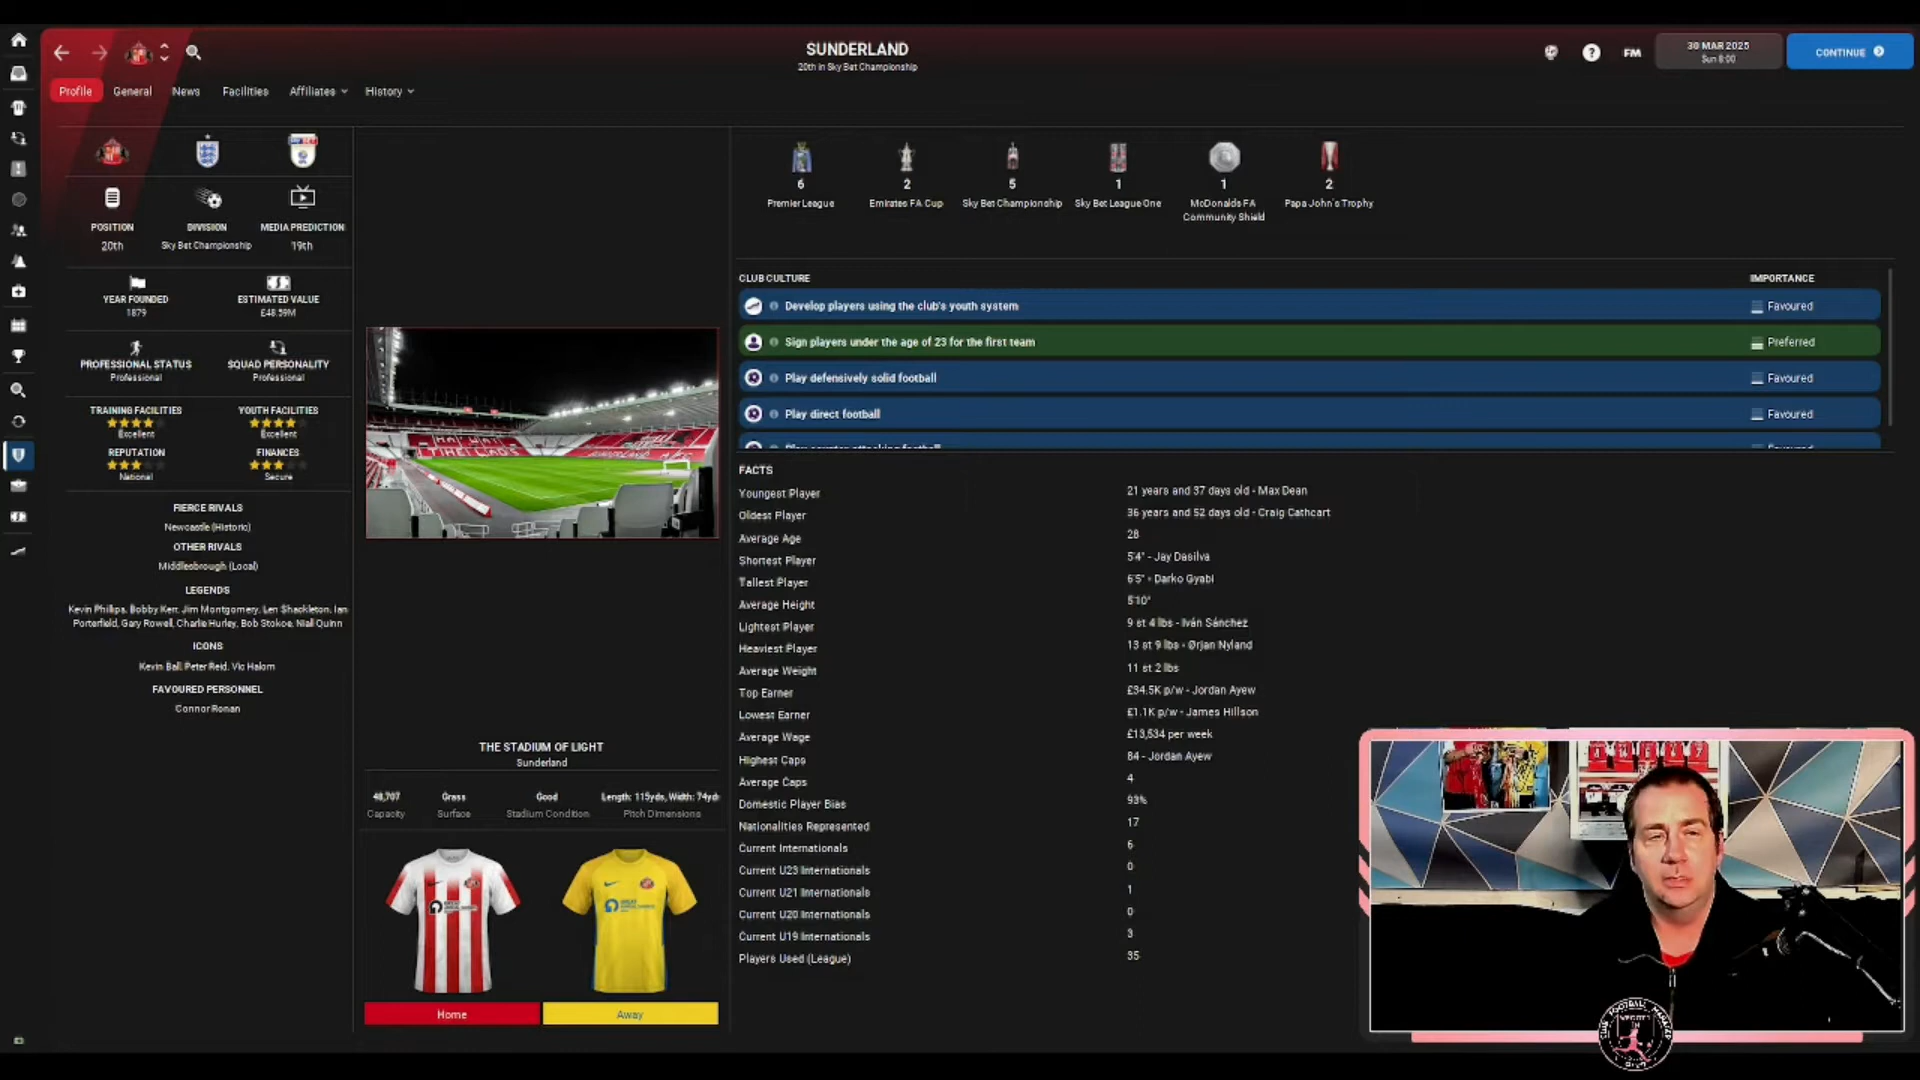 SUNDERLAND
20th in Sky Bet Championship
FM
30 MAR 2025
Sun 8:00
CONTINUE
Profile
General
News
Facilities
Affiliates
History
POSITION
20th
DIVISION
Sky Bet Championship
MEDIA PREDICTION
19th
YEAR FOUNDED
1879
ESTIMATED VALUE
£48.59M
PROFESSIONAL STATUS
Professional
SQUAD PERSONALITY
Professional
TRAINING FACILITIES
Excellent
YOUTH FACILITIES
Excellent
REPUTATION
National
FINANCES
Secure
FIERCE RIVALS
Newcastle (Historic)
OTHER RIVALS
Middlesbrough (Local)
LEGENDS
Kevin Phillips, Bobby Kerr, Jim Montgomery, Len Shackleton, Ian
Porterfield, Gary Rowell, Charlie Hurley, Bob Stokoe, Niall Quinn
ICONS
Kevin Ball, Peter Reid, Vic Halom
FAVOURED PERSONNEL
Connor Ronan
THE STADIUM OF LIGHT
Sunderland
48,707
Capacity
Grass
Surface
Good
Stadium Condition
Length: 115yds, Width: 74yd
Pitch Dimensions
Home
Away
6
Premier League
2
Emirates FA Cup
5
Sky Bet Championship
1
Sky Bet League One
1
McDonalds FA
Community Shield
2
Papa John's Trophy
CLUB CULTURE
IMPORTANCE
Develop players using the club's youth system
Favoured
Sign players under the age of 23 for the first team
Preferred
Play defensively solid football
Favoured
Play direct football
Favoured
FACTS
Youngest Player
21 years and 37 days old - Max Dean
Oldest Player
36 years and 52 days old - Craig Cathcart
Average Age
28
Shortest Player
5'4" - Jay Dasilva
Tallest Player
6'5" - Darko Gyabi
Average Height
5'10"
Lightest Player
9 st 4 lbs - Iván Sánchez
Heaviest Player
13 st 9 lbs - Ørjan Nyland
Average Weight
11 st 2 lbs
Top Earner
£34.5K p/w - Jordan Ayew
Lowest Earner
£1.1K p/w - James Hillson
Average Wage
£13,534 per week
Highest Caps
84 - Jordan Ayew
Average Caps
4
Domestic Player Bias
93%
Nationalities Represented
17
Current Internationals
6
Current U23 Internationals
0
Current U21 Internationals
1
Current U20 Internationals
0
Current U19 Internationals
3
Players Used (League)
35